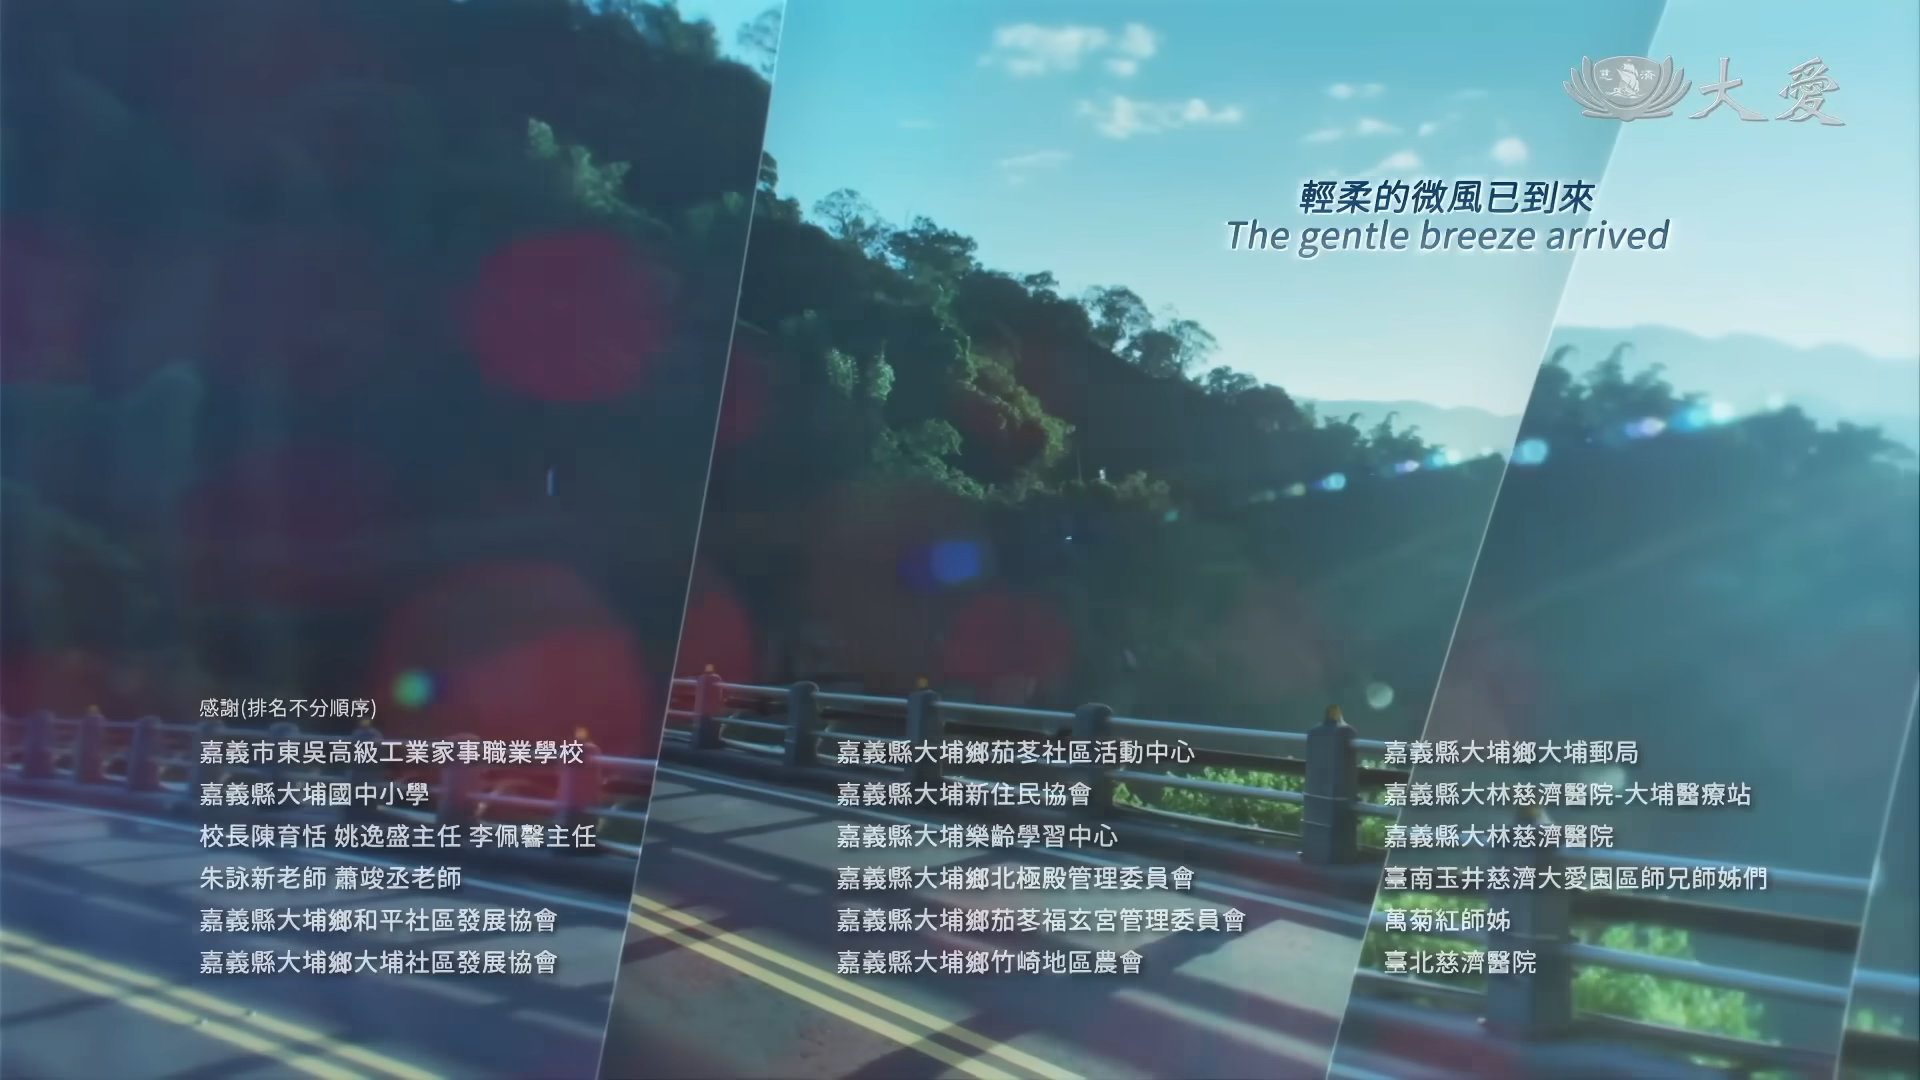 大愛
輕柔的微風已到來
The gentle breeze arrived
感謝(排名不分順序)
嘉義市東吳高級工業家事職業學校
嘉義縣大埔國中小學
校長陳育恬 姚逸盛主任 李佩馨主任
朱詠新老師 蕭竣丞老師
嘉義縣大埔鄉和平社區發展協會
嘉義縣大埔鄉大埔社區發展協會
嘉義縣大埔鄉茄苳社區活動中心
嘉義縣大埔新住民協會
嘉義縣大埔樂齡學習中心
嘉義縣大埔鄉北極殿管理委員會
嘉義縣大埔鄉茄苳福玄宮管理委員會
嘉義縣大埔鄉竹崎地區農會
嘉義縣大埔鄉大埔郵局
嘉義縣大林慈濟醫院-大埔醫療站
嘉義縣大林慈濟醫院
臺南玉井慈濟大愛園區師兄師姊們
萬菊紅師姊
臺北慈濟醫院